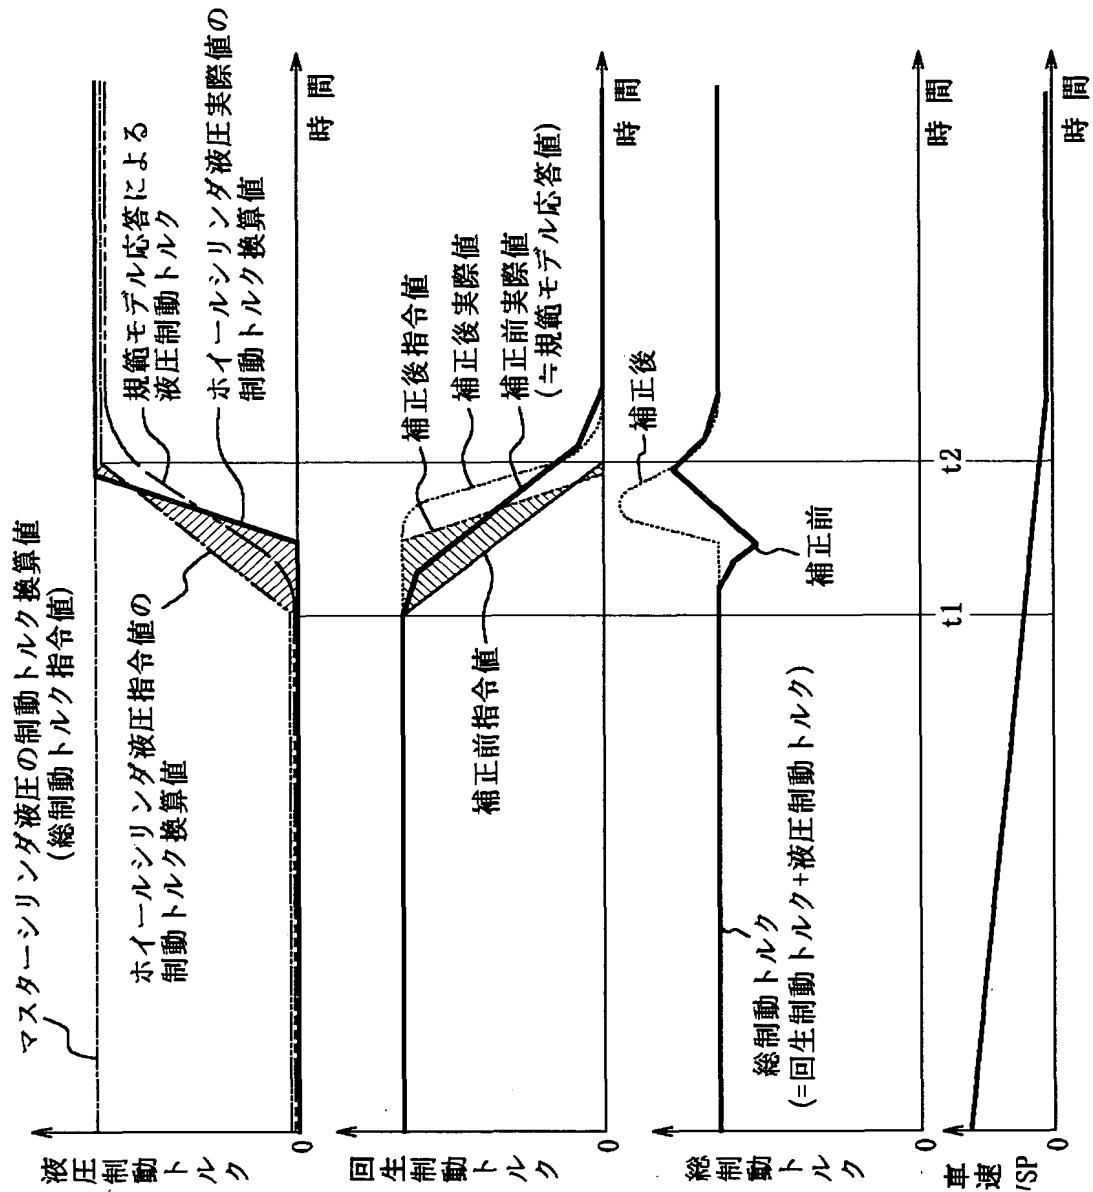 マスターシリンダ液圧の制動トルク換算値
(総制動トルク指令値)
ホイールシリンダ液圧指令値の
制動トルク換算値
規範モデル応答による
液圧制動トルク
ホイールシリンダ液圧実際値の
制動トルク換算値
液圧制動トルク
0
時間
補正後指令値
補正後実際値
補正前実際値
(≒規範モデル応答値)
補正前指令値
回生制動トルク
0
時間
補正後
補正前
総制動トルク
(=回生制動トルク+液圧制動トルク)
総制動トルク
0
時間
t1
t2
車速
VSP
0
時間